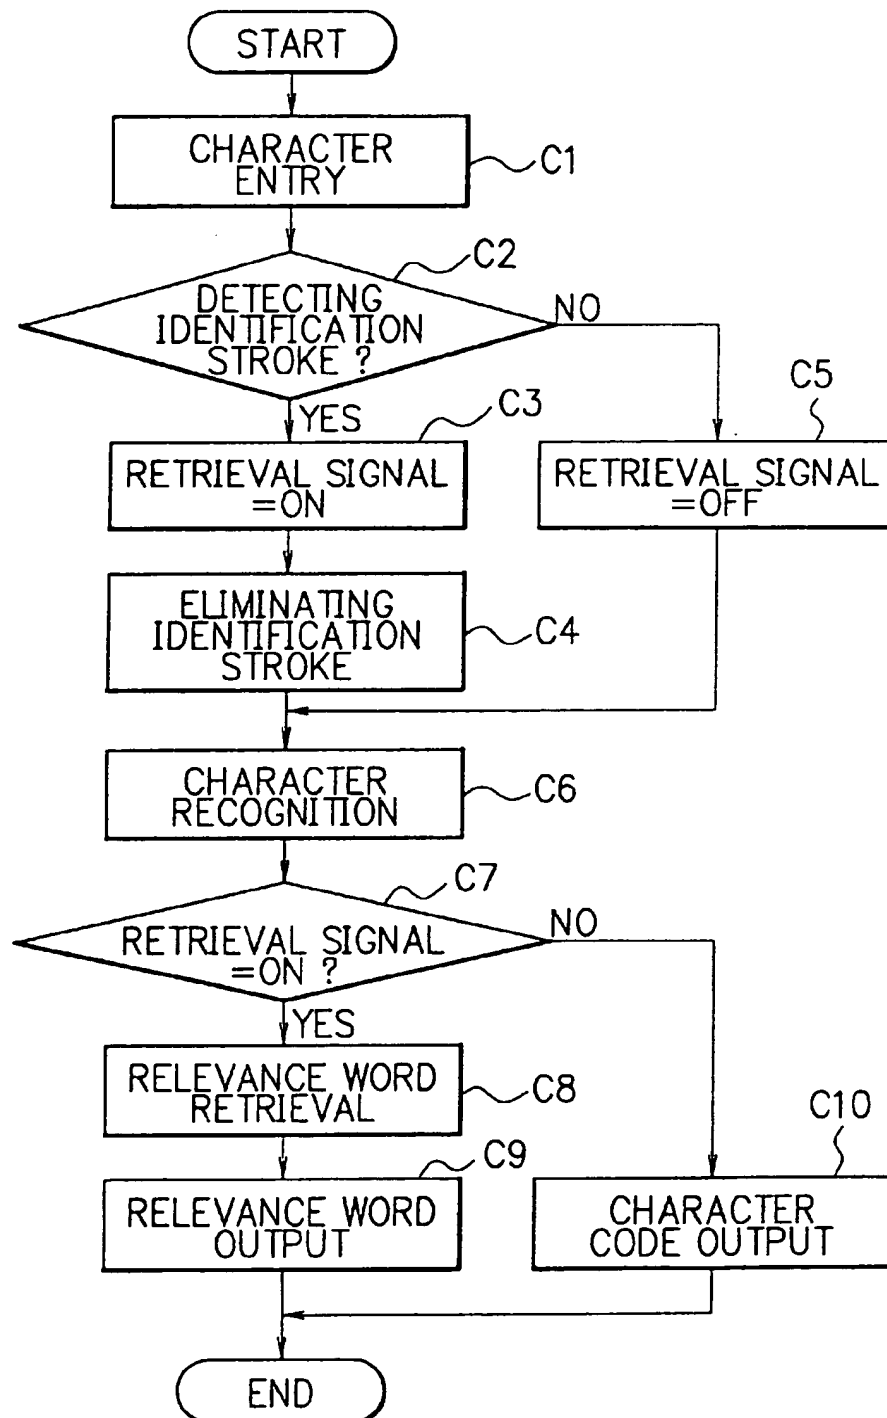 START
CHARACTER
ENTRY
C1
C2
DETECTING
IDENTIFICATION
STROKE ?
NO
YES
C3
C5
RETRIEVAL SIGNAL
=ON
RETRIEVAL SIGNAL
=OFF
ELIMINATING
IDENTIFICATION
STROKE
C4
CHARACTER
RECOGNITION
C6
C7
RETRIEVAL SIGNAL
=ON ?
NO
YES
RELEVANCE WORD
RETRIEVAL
C8
C9
C10
RELEVANCE WORD
OUTPUT
CHARACTER
CODE OUTPUT
END